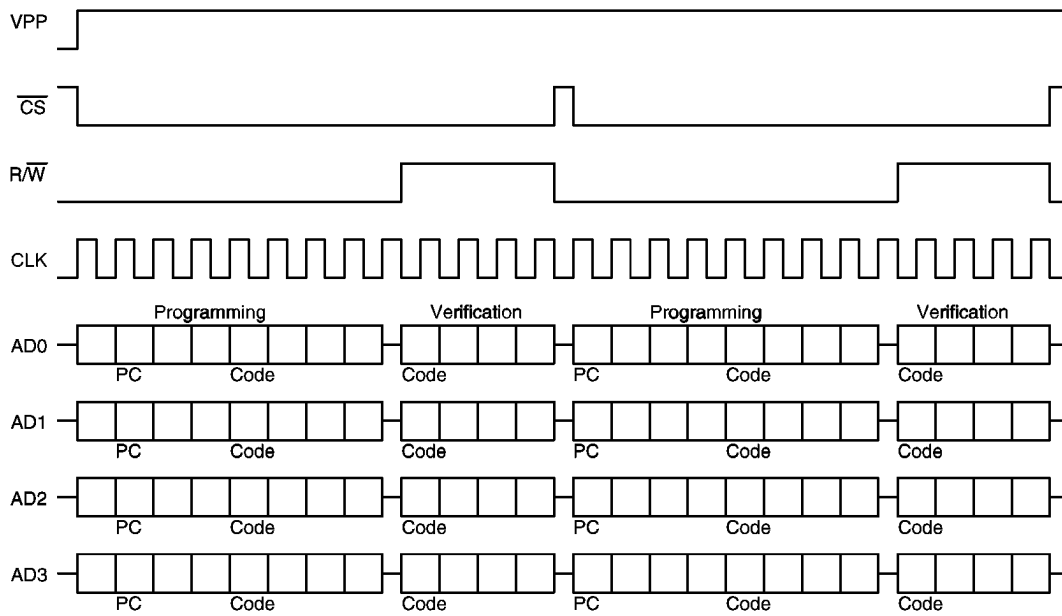 VPP
C̅S̅
R/W̅
CLK
Programming Verification Programming Verification
AD0
PC Code Code PC Code Code
AD1
PC Code Code PC Code Code
AD2
PC Code Code PC Code Code
AD3
PC Code Code PC Code Code